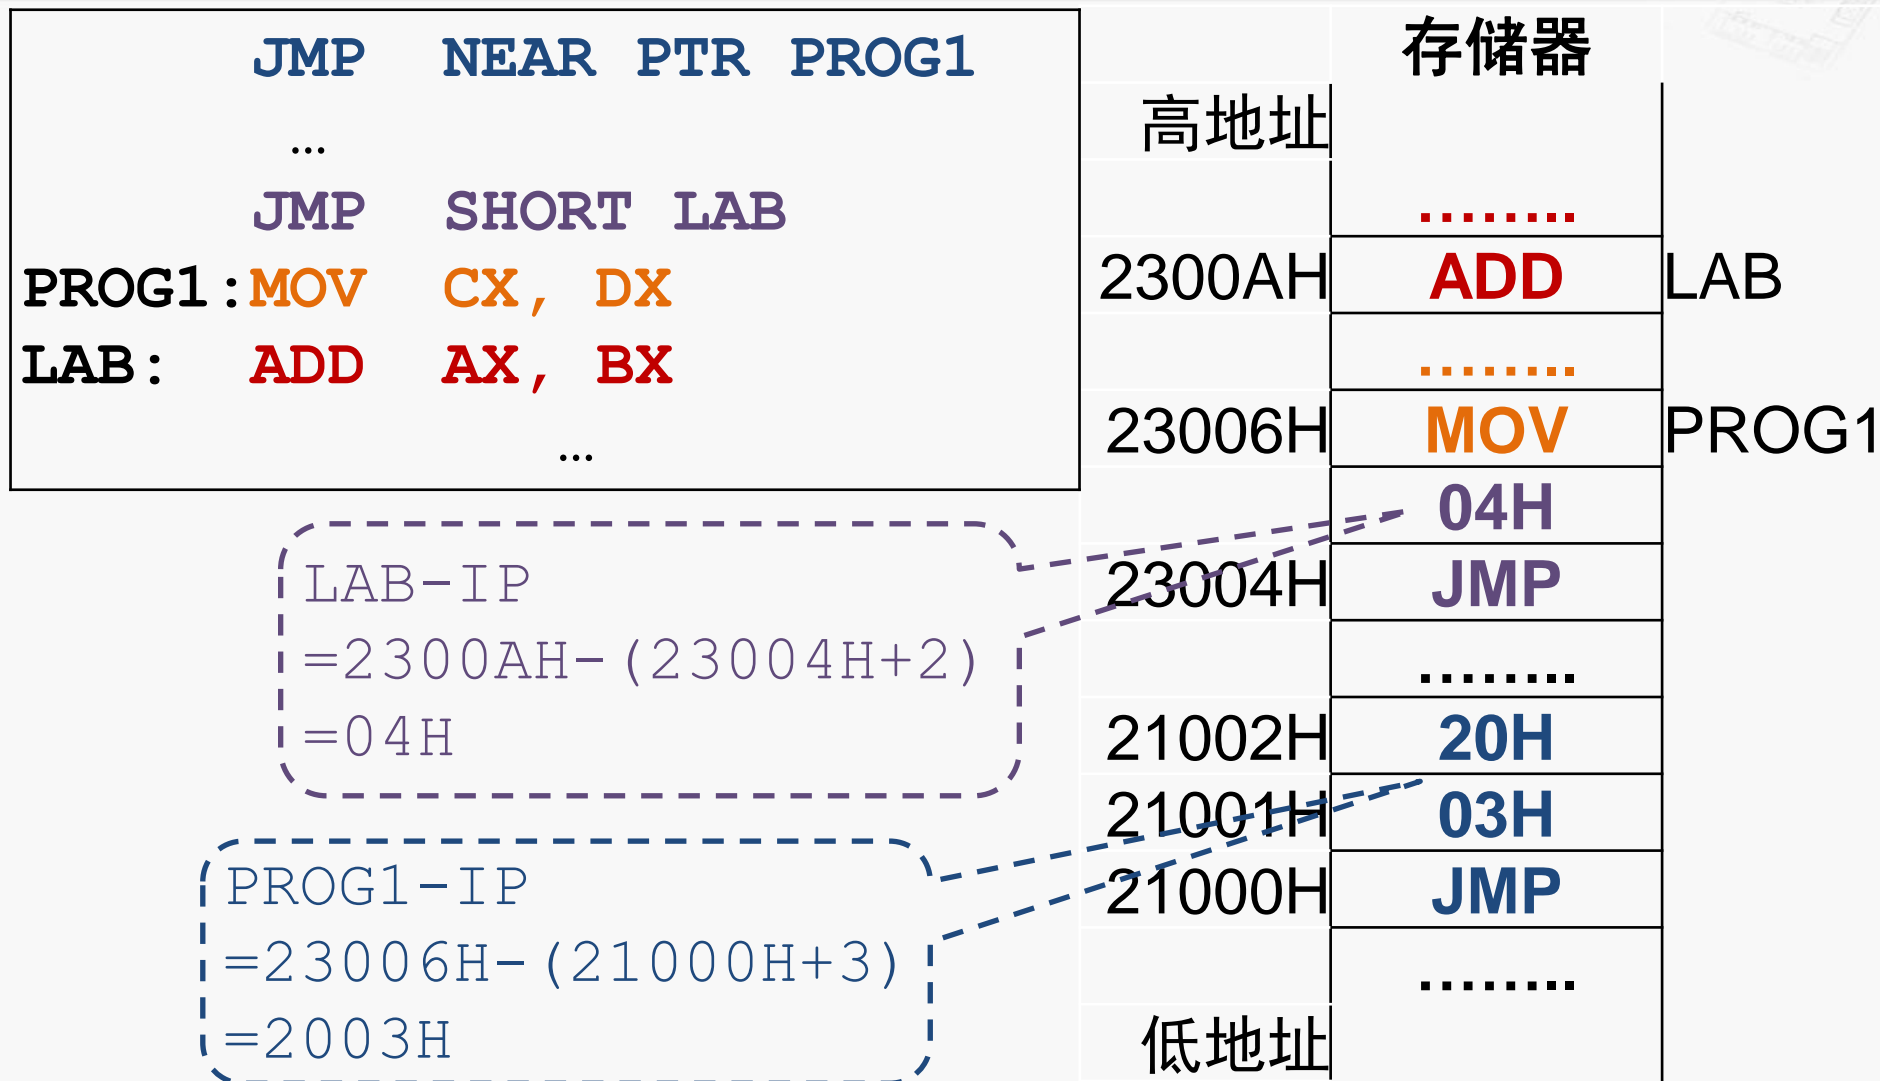 JMP NEAR PTR PROG1
…
JMP SHORT LAB
PROG1:MOV CX, DX
LAB: ADD AX, BX
…
LAB-IP
=2300AH-(23004H+2)
=04H
PROG1-IP
=23006H-(21000H+3)
=2003H
存储器
高地址
……..
2300AH ADD LAB
……..
23006H MOV PROG1
04H
23004H JMP
……..
21002H 20H
21001H 03H
21000H JMP
……..
低地址